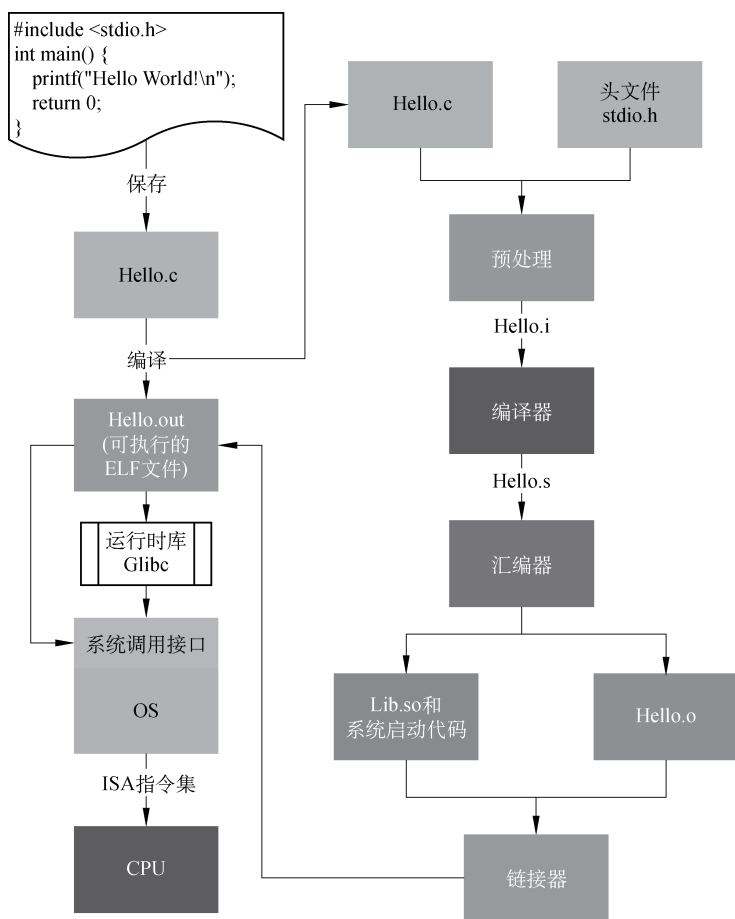 #include <stdio.h>
int main() {
printf("Hello World!\n");
return 0;
}
保存
Hello.c
编译
Hello.out
(可执行的
ELF文件)
运行时库
Glibc
系统调用接口
OS
ISA指令集
CPU
Hello.c
头文件
stdio.h
预处理
Hello.i
编译器
Hello.s
汇编器
Lib.so和
系统启动代码
Hello.o
链接器